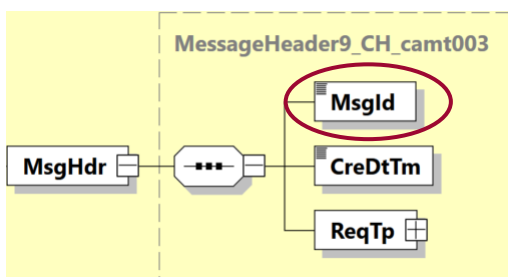 MessageHeader9_CH_camt003
MsgId
MsgHdr
CreDtTm
ReqTp